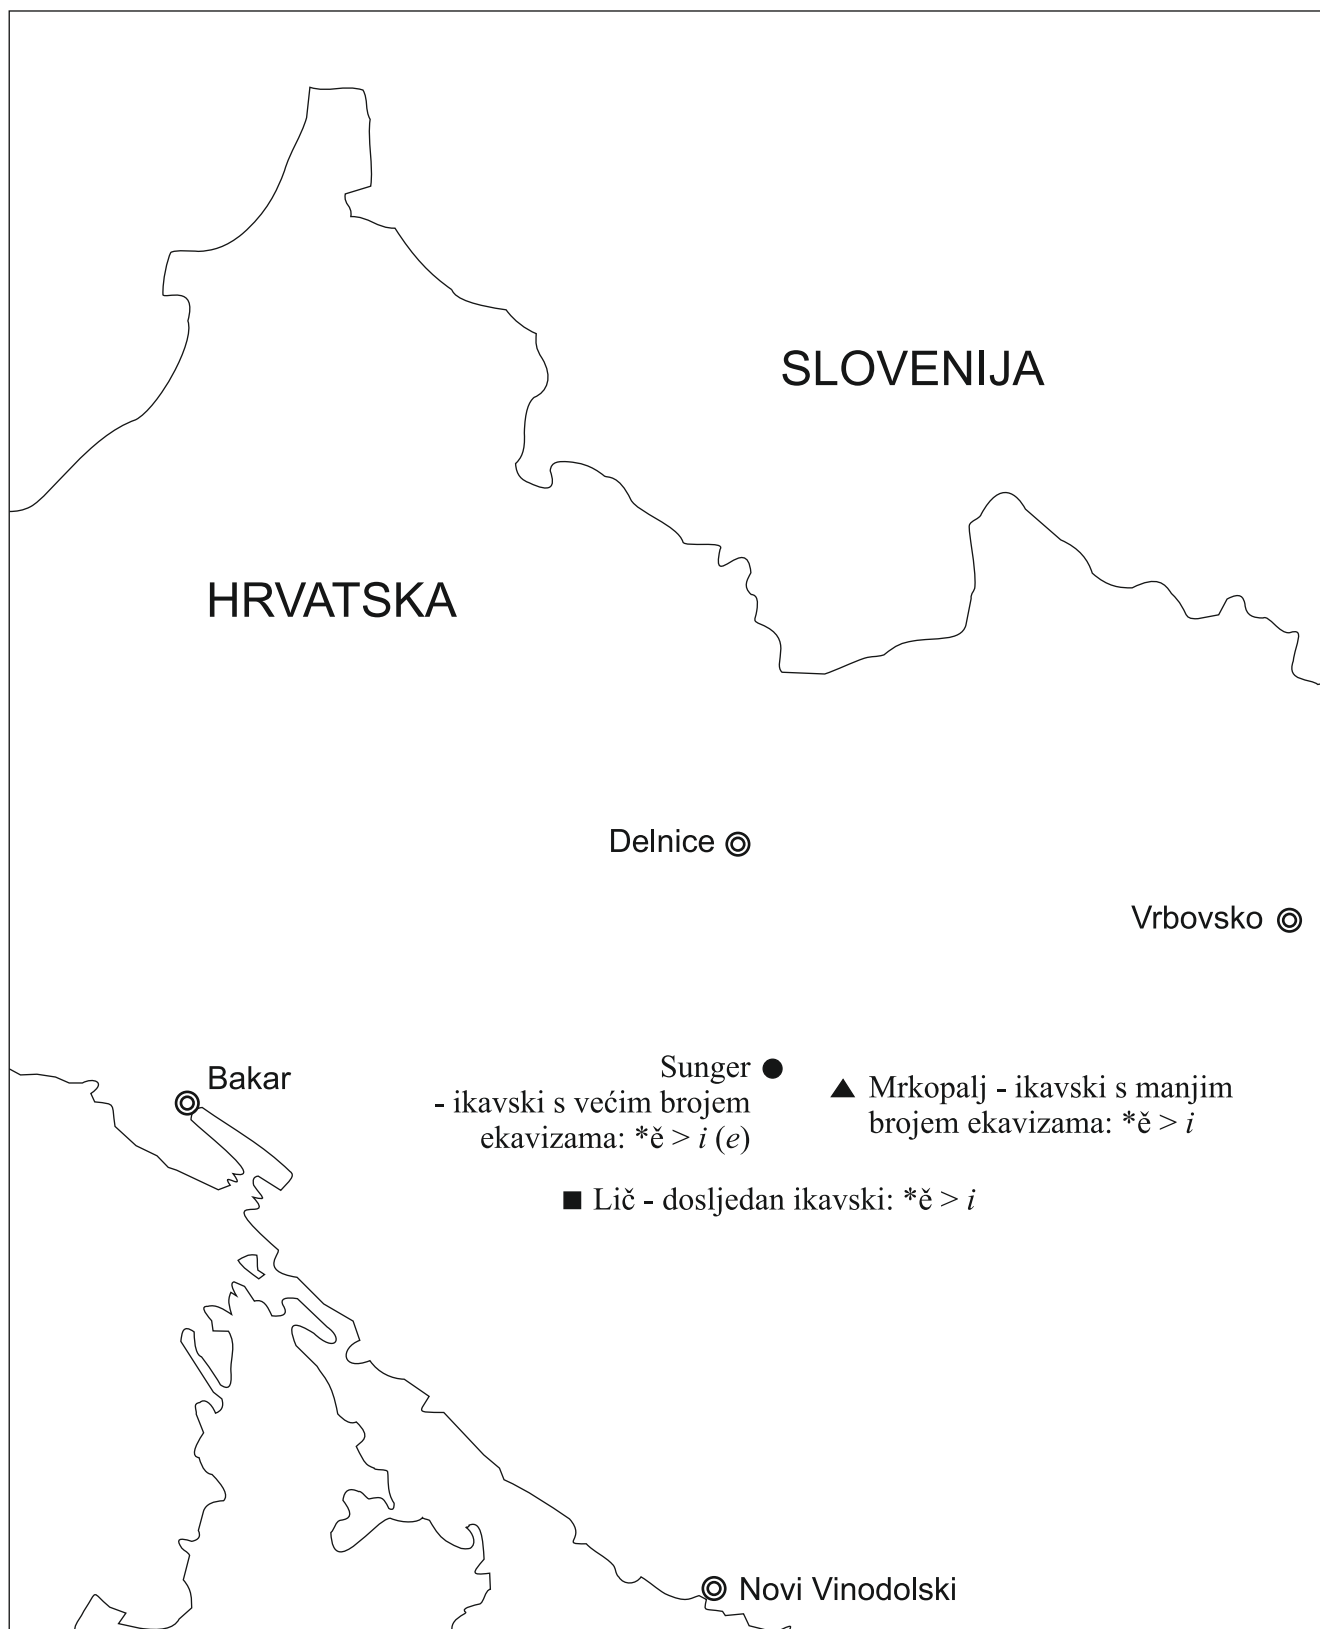 SLOVENIJA
HRVATSKA
Delnice
Vrbovsko
Bakar
Sunger
- ikavski s većim brojem
ekavizama: *ě > i (e)
Mrkopalj - ikavski s manjim
brojem ekavizama: *ě > i
Lič - dosljedan ikavski: *ě > i
Novi Vinodolski